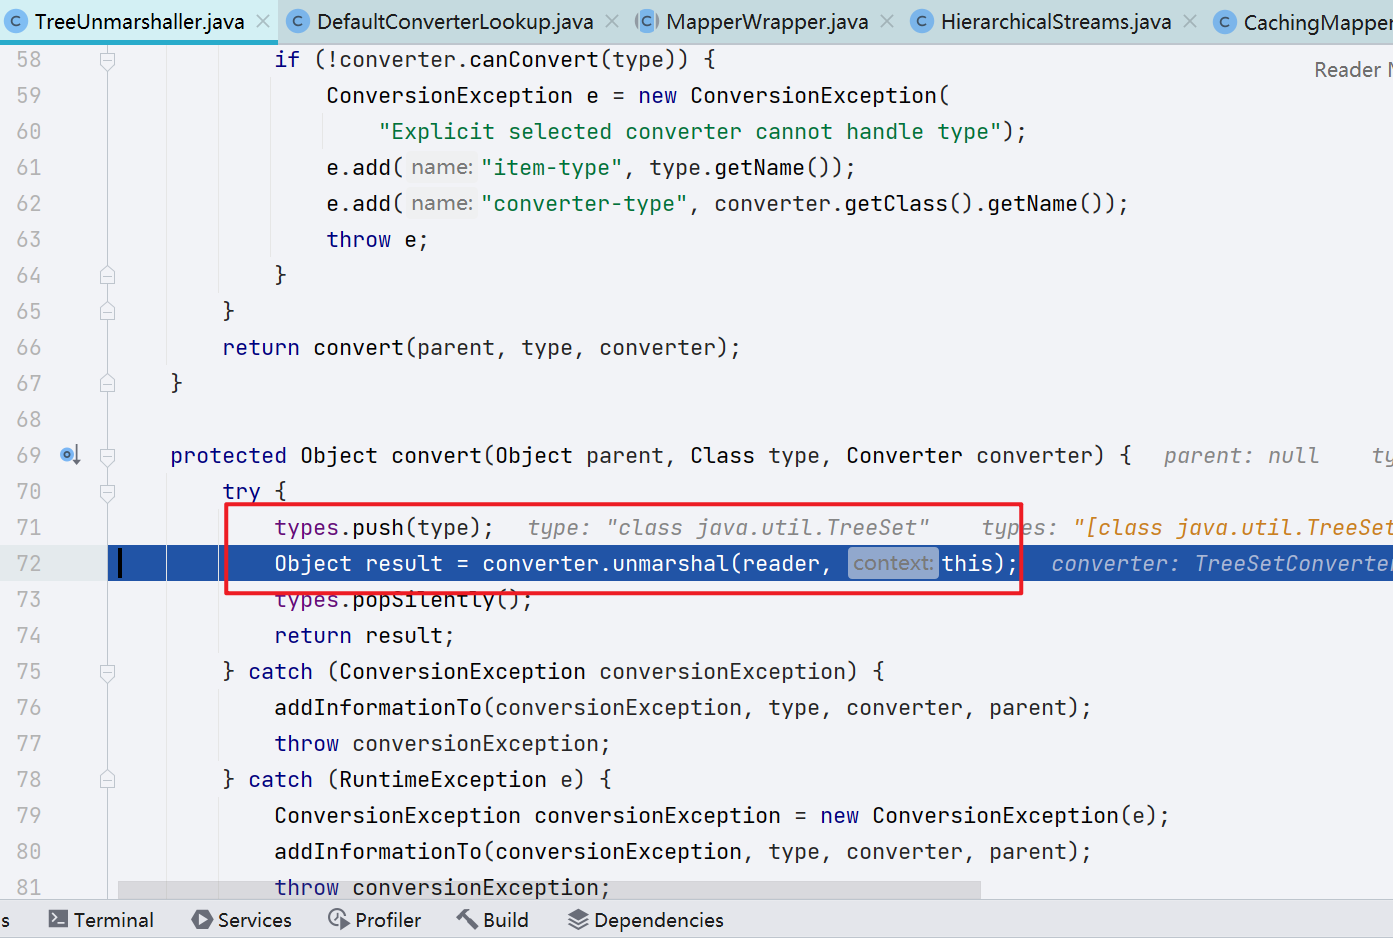 TreeUnmarshaller.java DefaultConverterLookup.java MapperWrapper.java HierarchicalStreams.java CachingMapper
58 if (!converter.canConvert(type)) {
Reader
59 ConversionException e = new ConversionException(
60 "Explicit selected converter cannot handle type");
61 e.add( name: "item-type", type.getName());
62 e.add( name: "converter-type", converter.getClass().getName());
63 throw e;
64 }
65 }
66 return convert(parent, type, converter);
67 }
68
69 protected Object convert(Object parent, Class type, Converter converter) { parent: null ty
70 try {
71 types.push(type); type: "class java.util.TreeSet" types: "[class java.util.TreeSet
72 Object result = converter.unmarshal(reader, context: this); converter: TreeSetConverter
73 types.popSilently();
74 return result;
75 } catch (ConversionException conversionException) {
76 addInformationTo(conversionException, type, converter, parent);
77 throw conversionException;
78 } catch (RuntimeException e) {
79 ConversionException conversionException = new ConversionException(e);
80 addInformationTo(conversionException, type, converter, parent);
81 throw conversionException;
s Terminal Services Profiler Build Dependencies